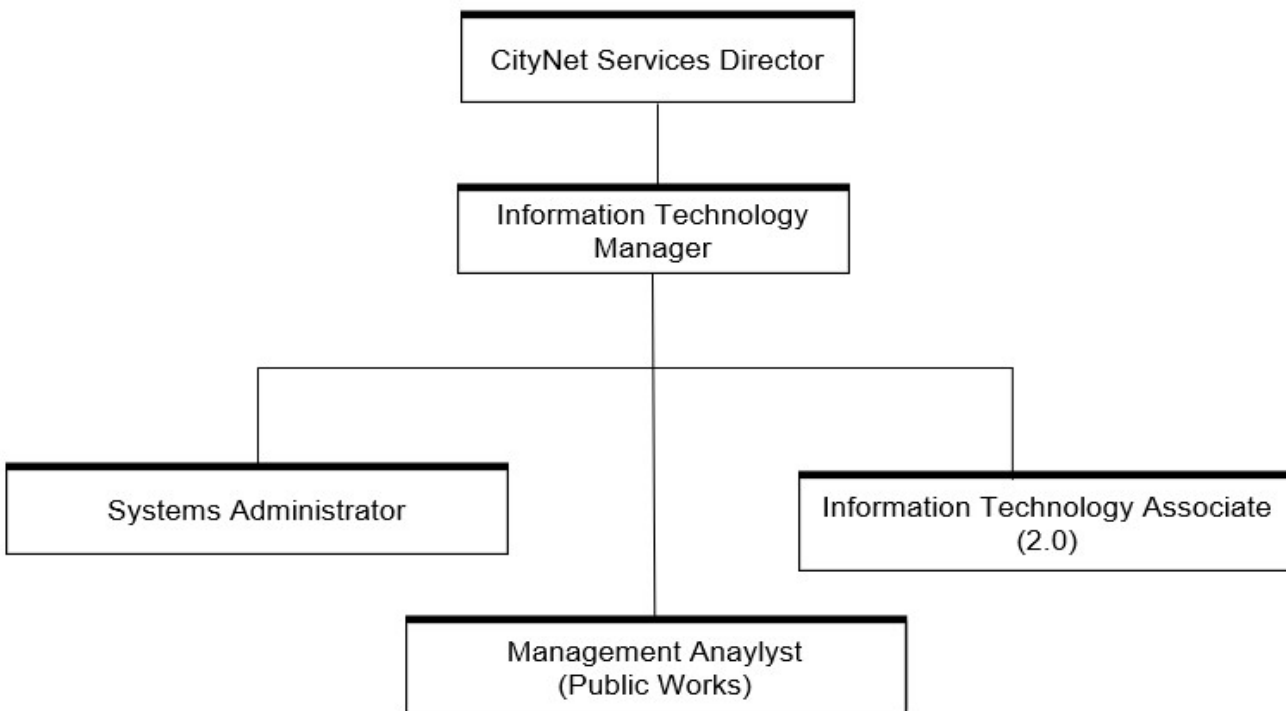 CityNet Services Director
Information Technology
Manager
Systems Administrator
Information Technology Associate
(2.0)
Management Anaylyst
(Public Works)